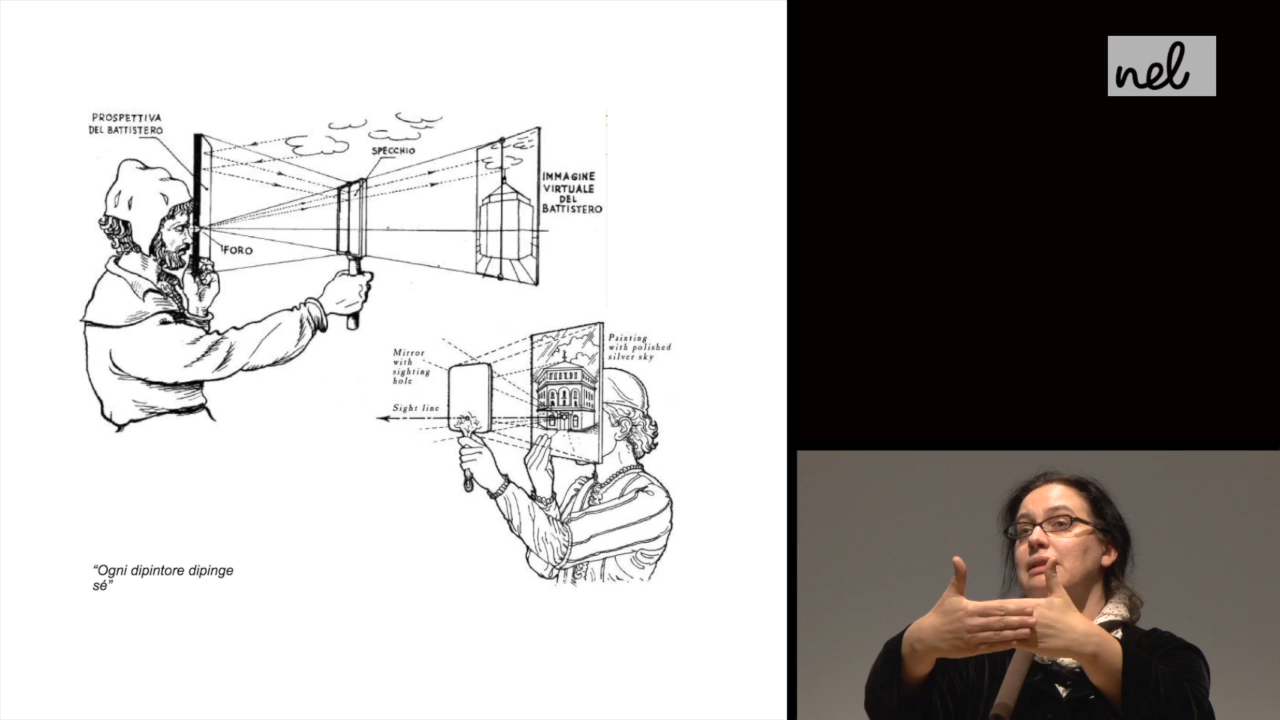 nel
PROSPETTIVA
DEL BATTISTERO
SPECCHIO
IMMAGINE
VIRTUALE
DEL
BATTISTERO
FORO
Painting
with polished
silver sky
Mirror
with
sighting
hole
Sight line
“Ogni dipintore dipinge
sé”